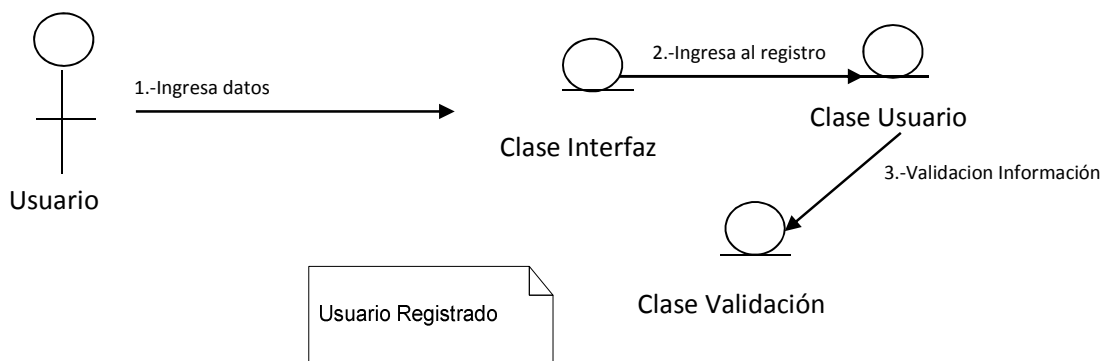 2.-Ingresa al registro
1.-Ingresa datos
Clase Usuario
Clase Interfaz
3.-Validacion Información
Usuario
Clase Validación
Usuario Registrado